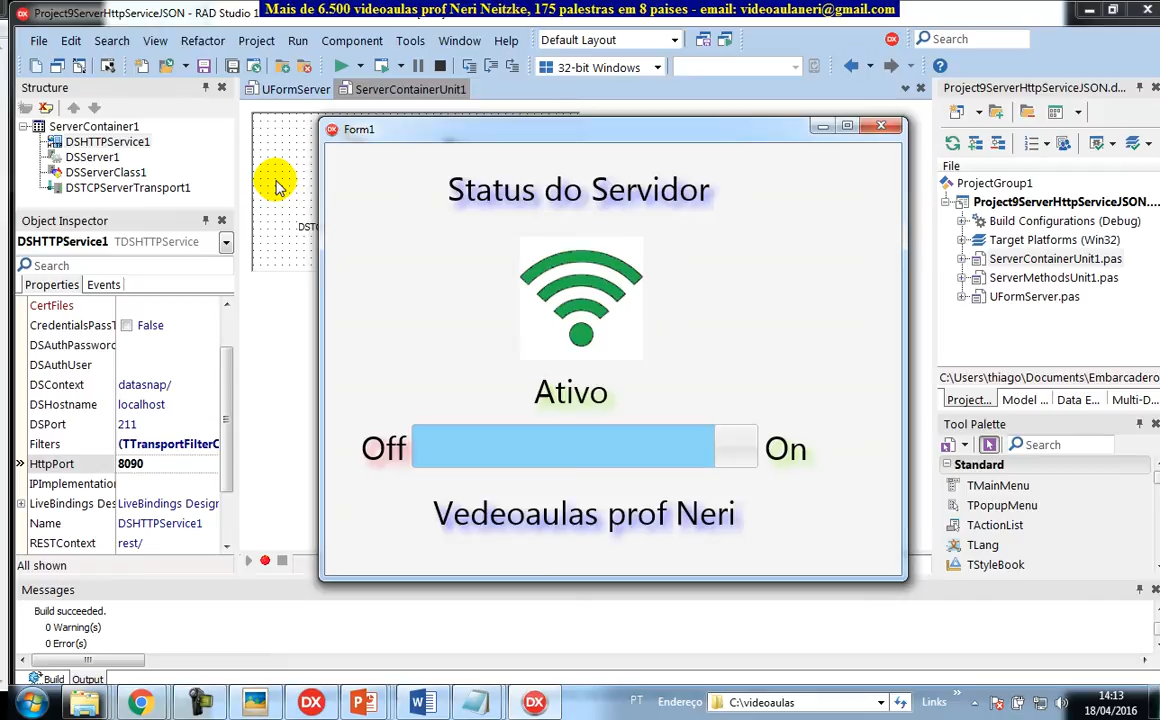 Project9ServerHttpServiceJSON - RAD Studio 1
Mais de 6.500 videoaulas prof Neri Neitzke, 175 palestras em 8 paises - email: videoaulaneri@gmail.com
File Edit Search View Refactor Project Run Component Tools Window Help
Default Layout
Search
32-bit Windows
Structure
ServerContainer1
DSHTTPService1
DSServer1
DSServerClass1
DSTCPServerTransport1
Object Inspector
DSHTTPService1 TDSHTTPService
Search
Properties Events
CertFiles
CredentialsPassT False
DSAuthPassword
DSAuthUser
DSContext datasnap/
DSHostname localhost
DSPort 211
Filters (TTransportFilterC
HttpPort 8090
IPImplementation
LiveBindings Des LiveBindings Design
Name DSHTTPService1
RESTContext rest/
All shown
UFormServer ServerContainerUnit1
DSTC
Form1
Status do Servidor
Ativo
Off On
Vedeoaulas prof Neri
Project9ServerHttpServiceJSON.d...
File
ProjectGroup1
Project9ServerHttpServiceJSON....
Build Configurations (Debug)
Target Platforms (Win32)
ServerContainerUnit1.pas
ServerMethodsUnit1.pas
UFormServer.pas
C:\Users\thiago\Documents\Embarcadero
Project... Model ... Data E... Multi-D...
Tool Palette
Search
Standard
TMainMenu
TPopupMenu
TActionList
TLang
TStyleBook
Messages
Build succeeded.
0 Warning(s)
0 Error(s)
Build Output
PT Endereço C:\videoaulas Links
14:13
18/04/2016